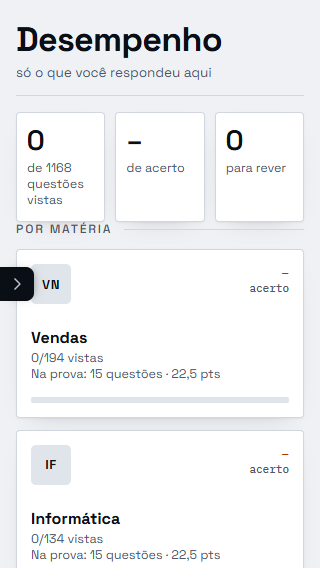 Desempenho
só o que você respondeu aqui
0
de 1168
questões
vistas
–
de acerto
0
para rever
POR MATÉRIA
VN
–
acerto
Vendas
0/194 vistas
Na prova: 15 questões · 22,5 pts
IF
–
acerto
Informática
0/134 vistas
Na prova: 15 questões · 22,5 pts